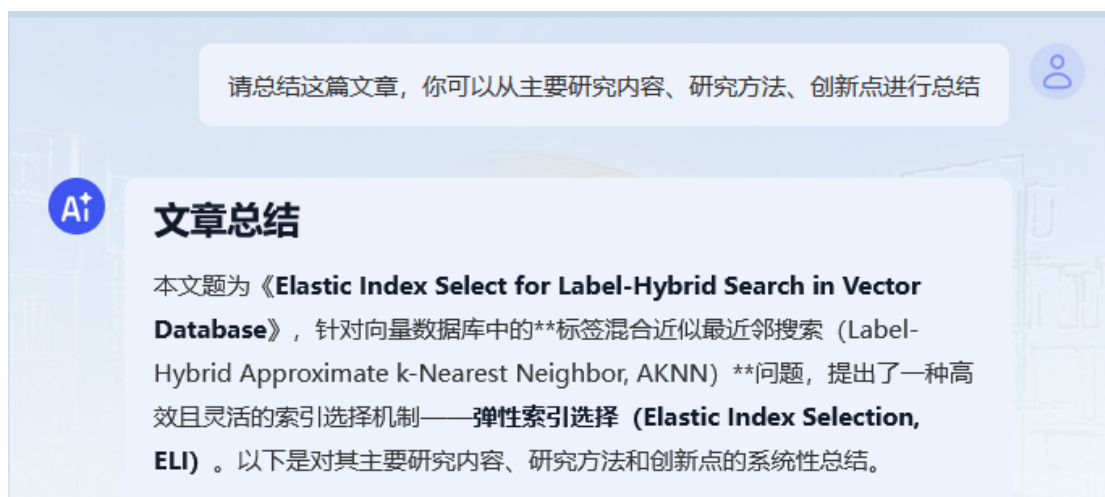 请总结这篇文章，你可以从主要研究内容、研究方法、创新点进行总结
Ai
文章总结
本文题为《Elastic Index Select for Label-Hybrid Search in Vector
Database》，针对向量数据库中的**标签混合近似最近邻搜索（Label-
Hybrid Approximate k-Nearest Neighbor, AKNN）**问题，提出了一种高
效且灵活的索引选择机制——弹性索引选择（Elastic Index Selection,
ELI）。以下是对其主要研究内容、研究方法和创新点的系统性总结。